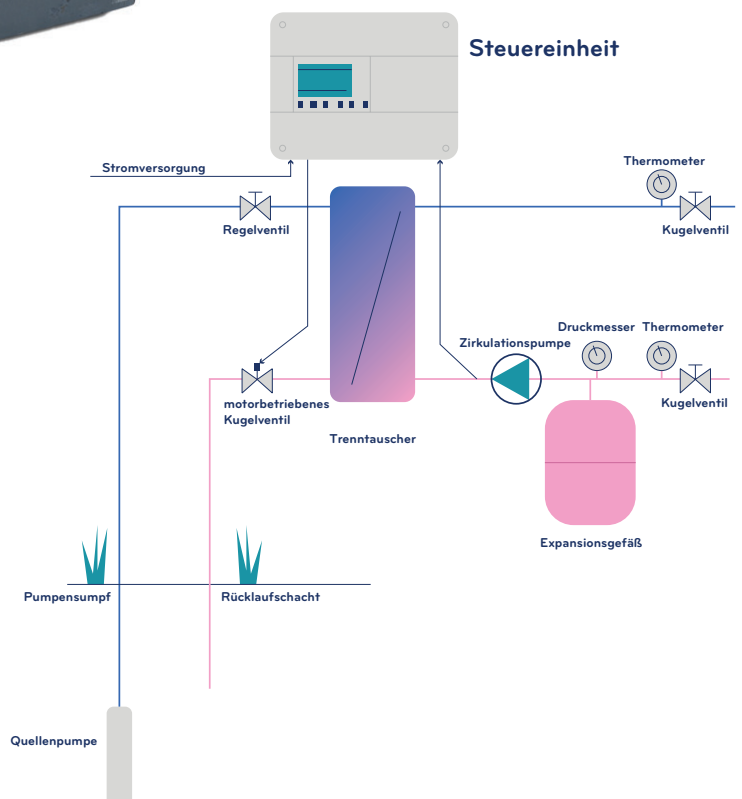 Steuereinheit
Stromversorgung
Thermometer
Regelventil
Kugelventil
Druckmesser
Thermometer
Zirkulationspumpe
motorbetriebenes
Kugelventil
Kugelventil
Trenntauscher
Expansionsgefäß
Pumpensumpf
Rücklaufschacht
Quellenpumpe